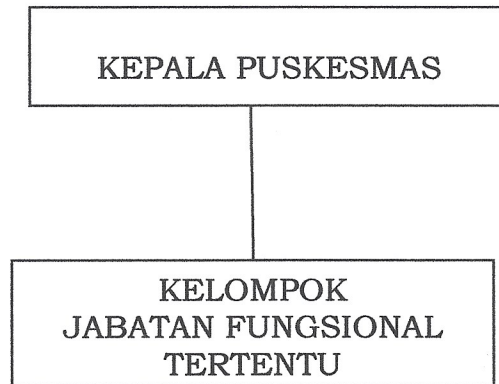 KEPALA PUSKESMAS
KELOMPOK
JABATAN FUNGSIONAL
TERTENTU